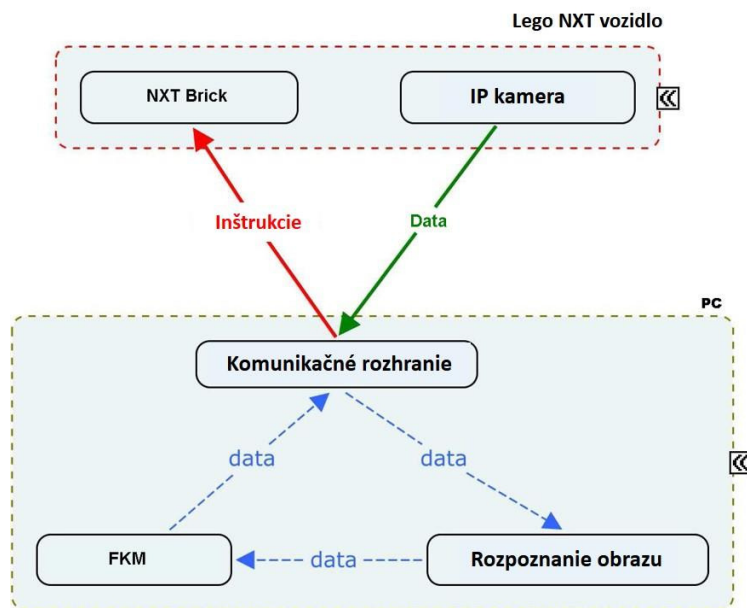 Lego NXT vozidlo
NXT Brick
IP kamera
Inštrukcie
Data
PC
Komunikačné rozhranie
data
data
FKM
data
Rozpoznanie obrazu